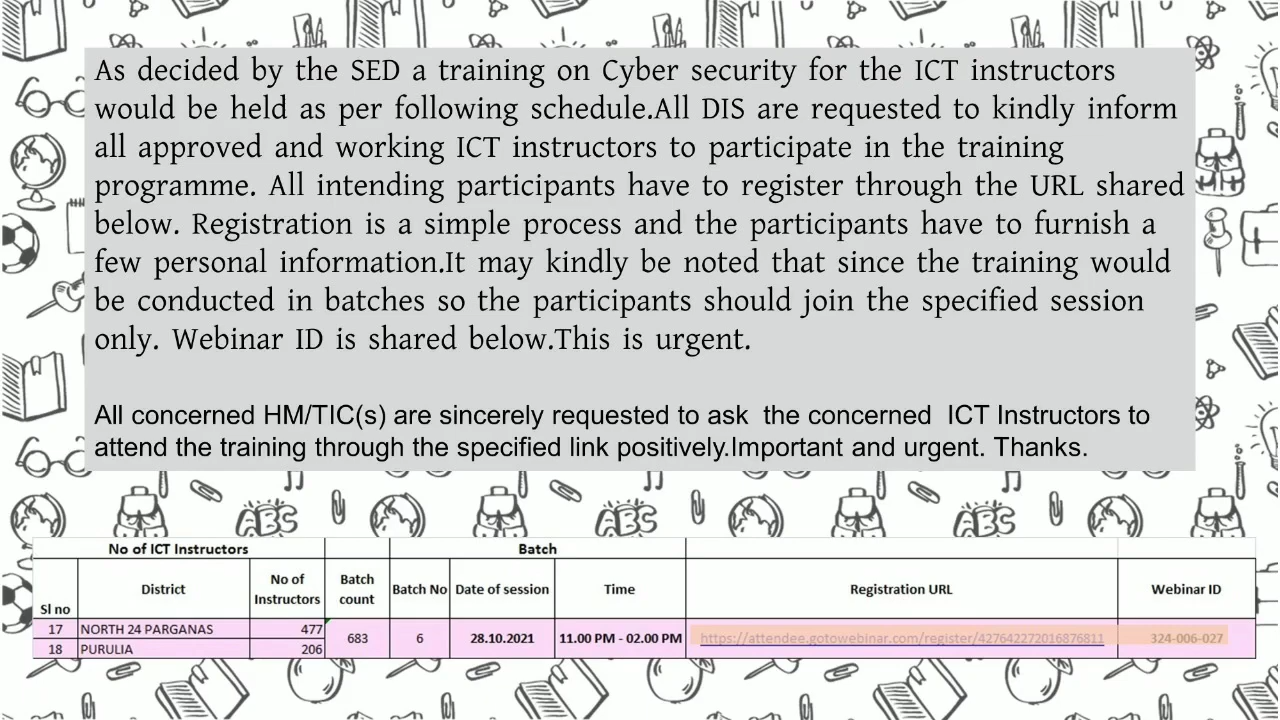 As decided by the SED a training on Cyber security for the ICT instructors
would be held as per following schedule.All DIS are requested to kindly inform
all approved and working ICT instructors to participate in the training
programme. All intending participants have to register through the URL shared
below. Registration is a simple process and the participants have to furnish a
few personal information.It may kindly be noted that since the training would
be conducted in batches so the participants should join the specified session
only. Webinar ID is shared below.This is urgent.
All concerned HM/TIC(s) are sincerely requested to ask the concerned ICT Instructors to
attend the training through the specified link positively.Important and urgent. Thanks.
No of ICT Instructors Batch
Sl no District No of Instructors Batch count Batch No Date of session Time Registration URL Webinar ID
17 NORTH 24 PARGANAS 477 683 6 28.10.2021 11.00 PM - 02.00 PM https://attendee.gotowebinar.com/register/427642272016876811 324-006-027
18 PURULIA 206
ABC ABC ABC